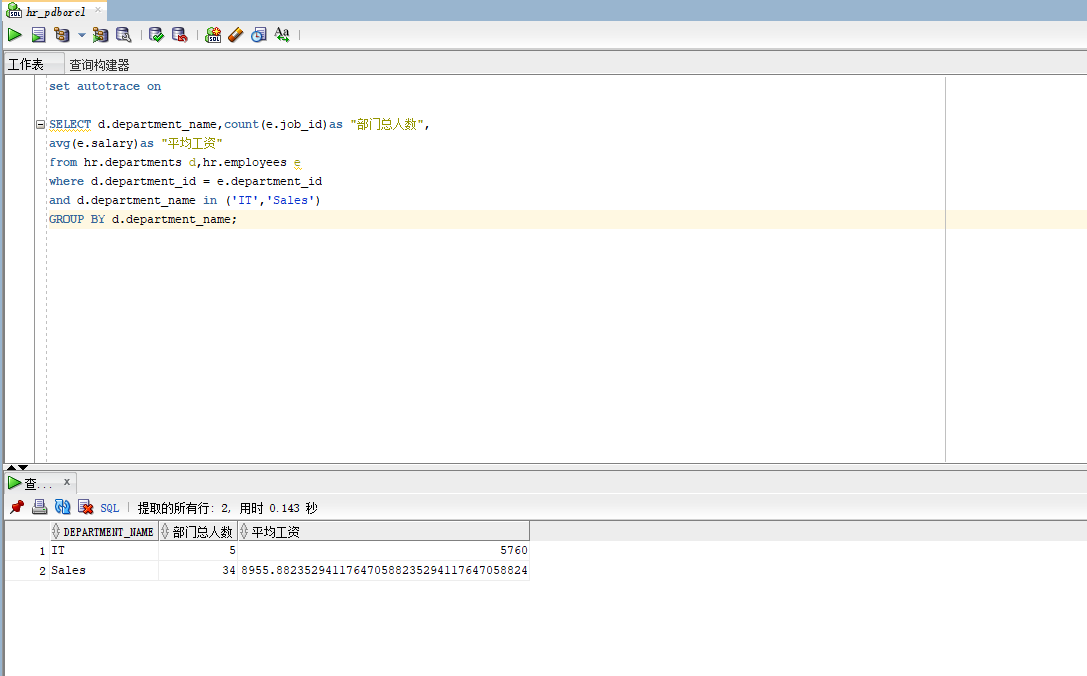 hr_pdborcl
工作表 查询构建器
set autotrace on
SELECT d.department_name,count(e.job_id)as "部门总人数",
avg(e.salary)as "平均工资"
from hr.departments d,hr.employees e
where d.department_id = e.department_id
and d.department_name in ('IT','Sales')
GROUP BY d.department_name;
查...
SQL 提取的所有行: 2, 用时 0.143 秒
DEPARTMENT_NAME 部门总人数 平均工资
1 IT 5 5760
2 Sales 34 8955.88235294117647058823529411764705882​4